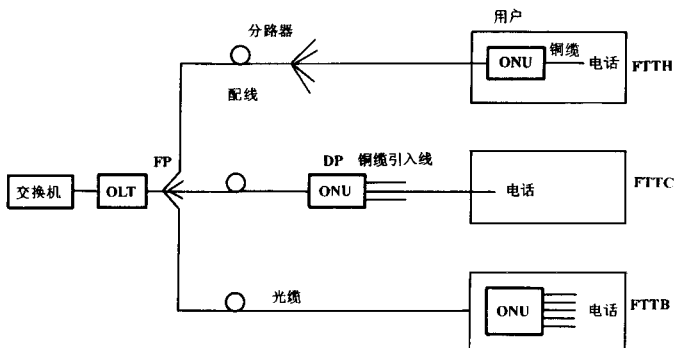 用户
分路器
铜缆
ONU
电话
FTTH
配线
FP
DP
铜缆引入线
交换机
OLT
ONU
电话
FTTC
光缆
ONU
电话
FTTB